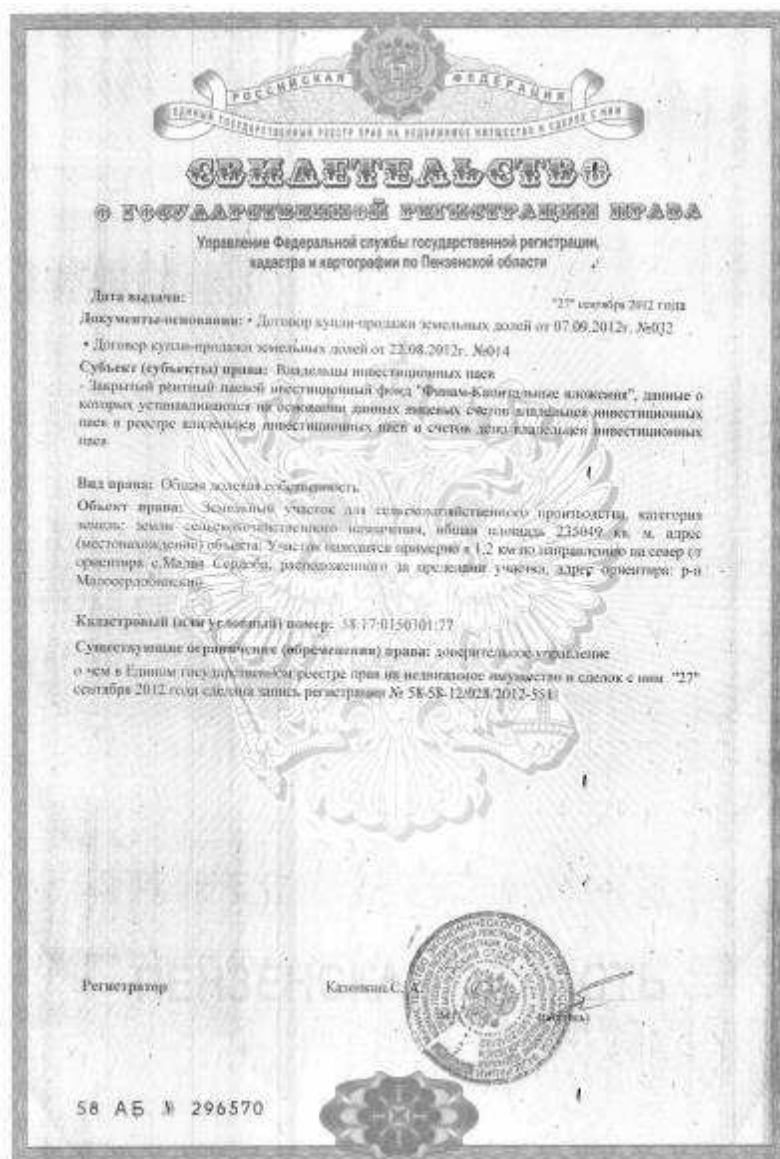 РОССИЙСКАЯ ФЕДЕРАЦИЯ
ЕДИНЫЙ ГОСУДАРСТВЕННЫЙ РЕЕСТР ПРАВ НА НЕДВИЖИМОЕ ИМУЩЕСТВО И СДЕЛОК С НИМ
СВИДЕТЕЛЬСТВО
О ГОСУДАРСТВЕННОЙ РЕГИСТРАЦИИ ПРАВА
Управление Федеральной службы государственной регистрации,
кадастра и картографии по Пензенской области
Дата выдачи:
"27" сентября 2012 года
Документы-основания: • Договор купли-продажи земельных долей от 07.09.2012г. №032
• Договор купли-продажи земельных долей от 22.08.2012г. №014
Субъект (субъекты) права: Владельцы инвестиционных паев
- Закрытый рентный паевой инвестиционный фонд "Финам-Капитальные вложения", данные о
которых устанавливаются на основании данных лицевых счетов владельцев инвестиционных
паев в реестре владельцев инвестиционных паев и счетов депо владельцев инвестиционных
паев
Вид права: Общая долевая собственность
Объект права: Земельный участок для сельскохозяйственного производства, категория
земель: земли сельскохозяйственного назначения, общая площадь 235049 кв. м, адрес
(местонахождение) объекта: Участок находится примерно в 1,2 км по направлению на север от
ориентира с.Малая Сердоба, расположенного за пределами участка, адрес ориентира: р-н
Малосердобинский
Кадастровый (или условный) номер: 58:17:0150301:77
Существующие ограничения (обременения) права: доверительное управление
о чем в Едином государственном реестре прав на недвижимое имущество и сделок с ним "27"
сентября 2012 года сделана запись регистрации № 58-58-12/028/2012-551
Регистратор
С. А.
(подпись)
58 АБ № 296570